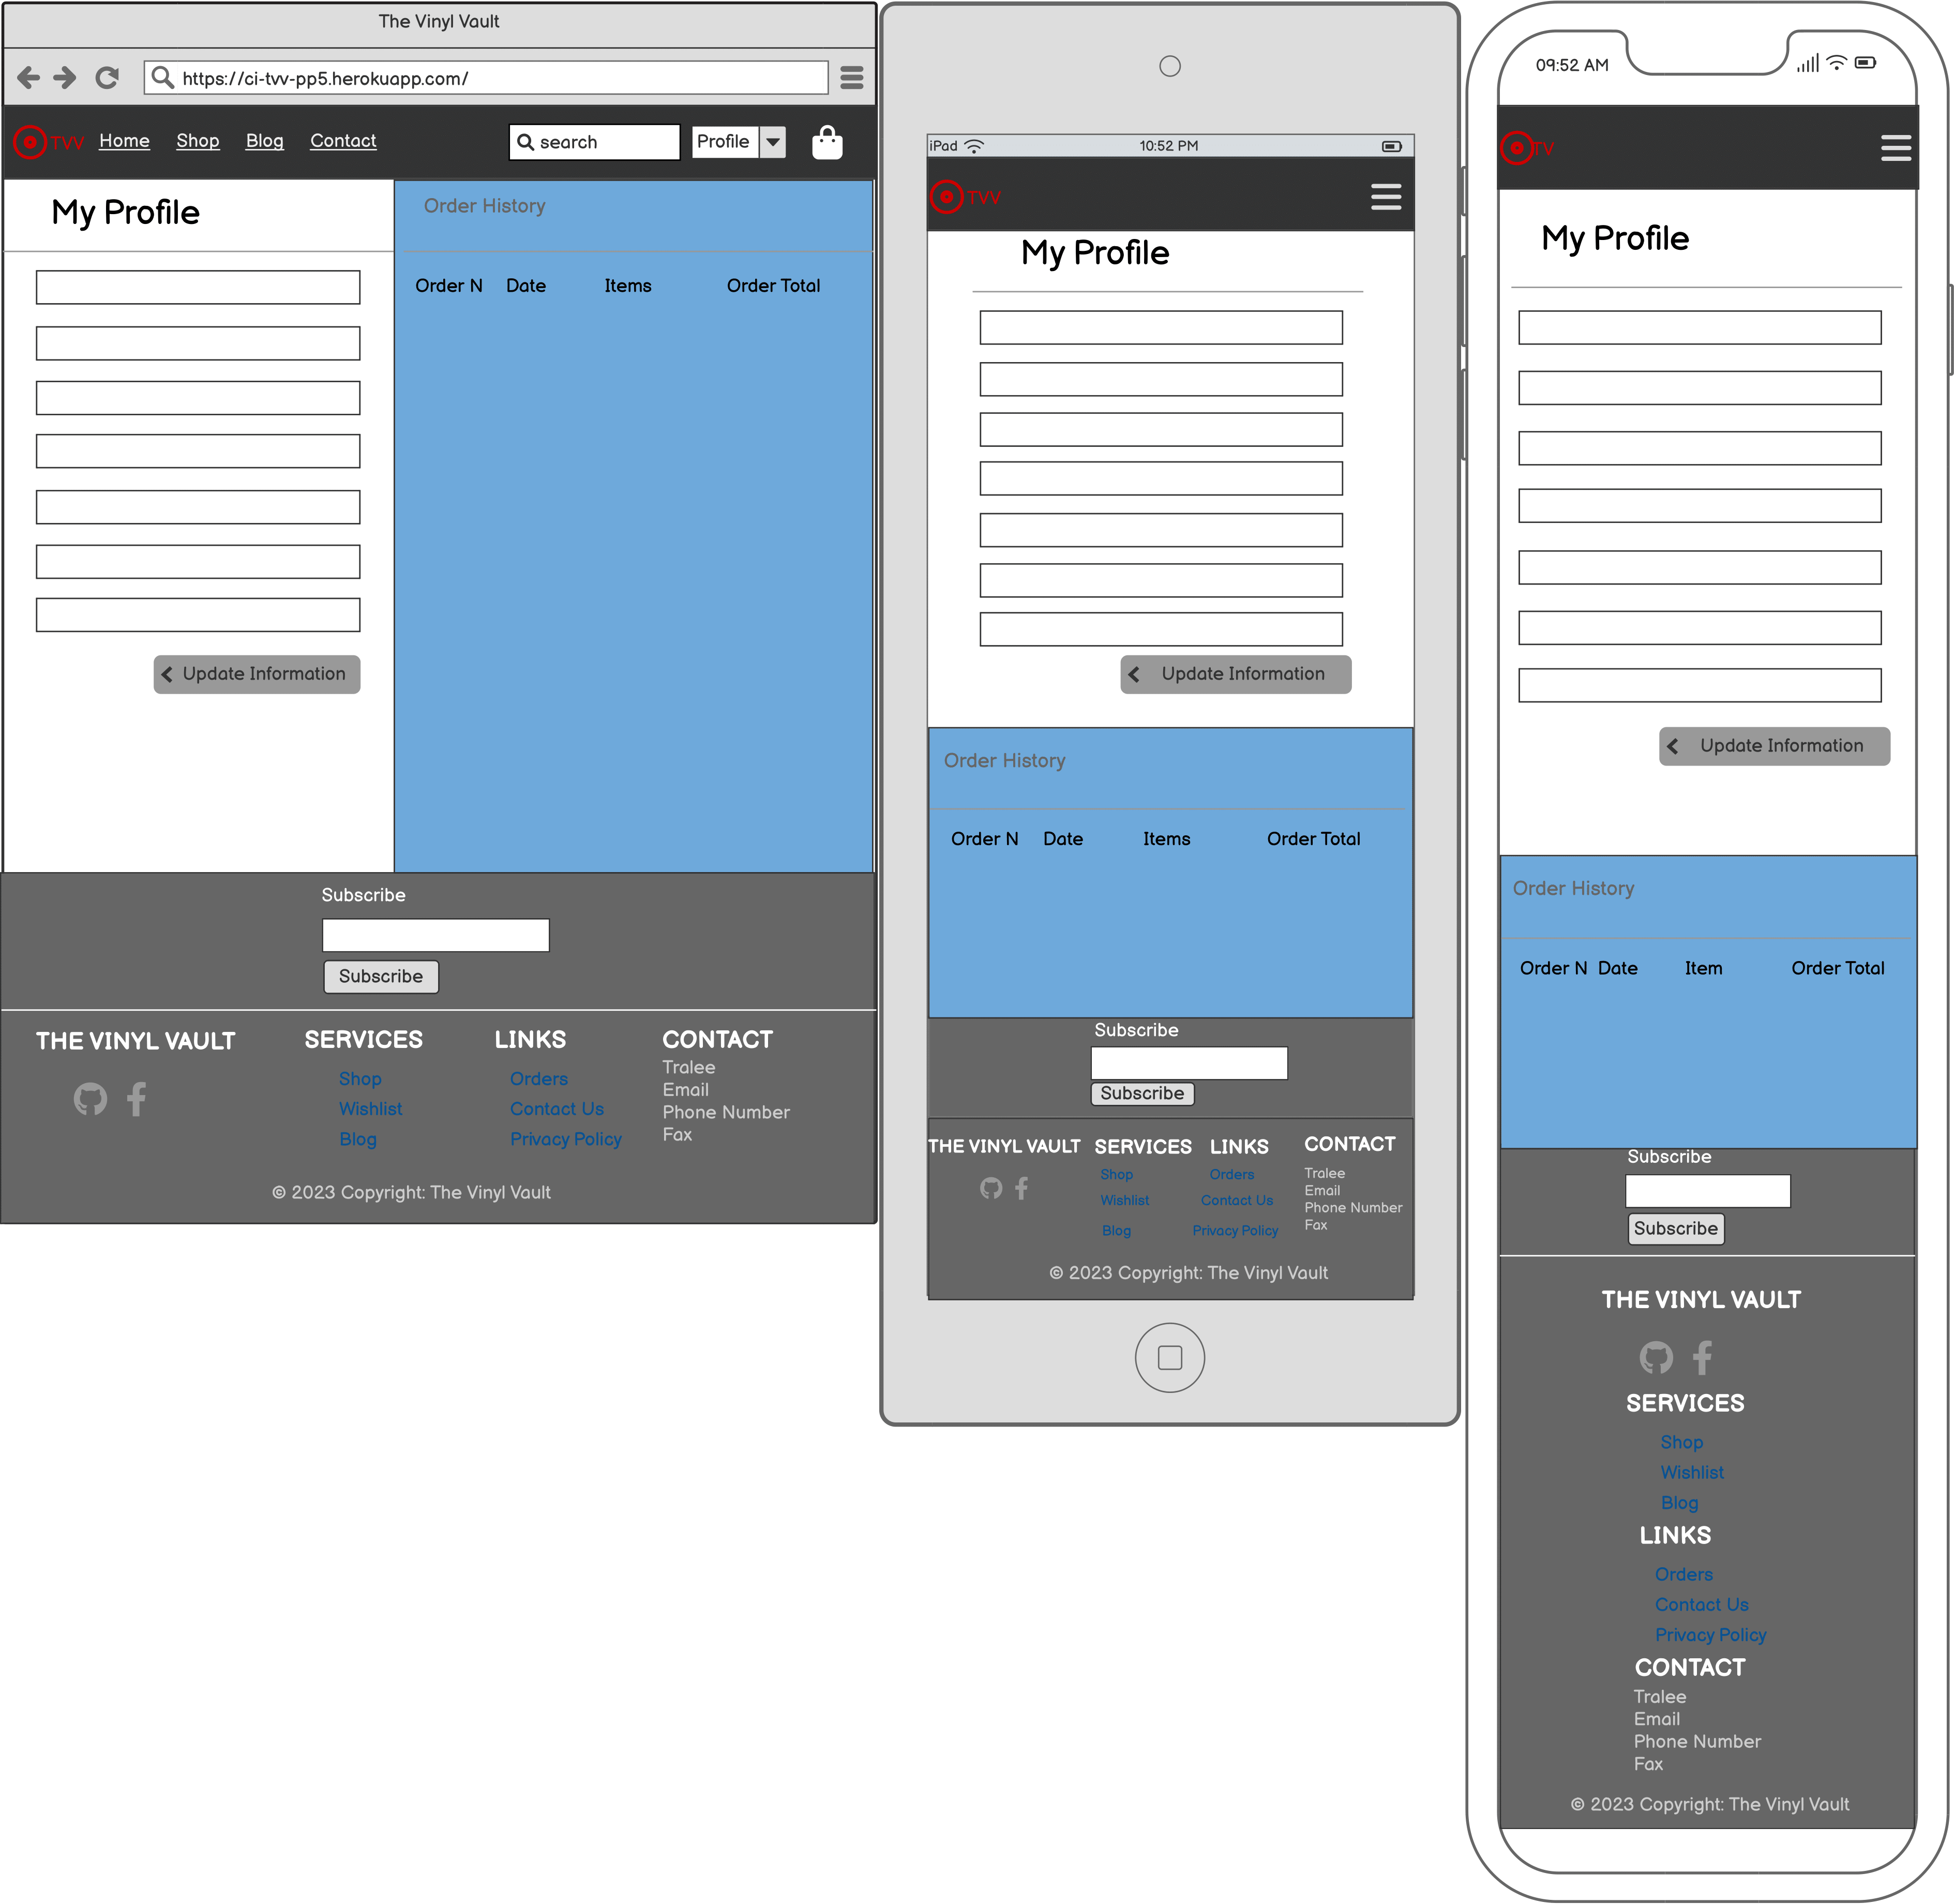 The Vinyl Vault
https://ci-tvv-pp5.herokuapp.com/
TVV Home Shop Blog Contact search Profile
My Profile
Order History
Order N Date Items Order Total
Update Information
Subscribe
Subscribe
THE VINYL VAULT
SERVICES
Shop
Wishlist
Blog
LINKS
Orders
Contact Us
Privacy Policy
CONTACT
Tralee
Email
Phone Number
Fax
© 2023 Copyright: The Vinyl Vault
iPad 10:52 PM
TVV
My Profile
Update Information
Order History
Order N Date Items Order Total
Subscribe
Subscribe
THE VINYL VAULT
SERVICES
Shop
Wishlist
Blog
LINKS
Orders
Contact Us
Privacy Policy
CONTACT
Tralee
Email
Phone Number
Fax
© 2023 Copyright: The Vinyl Vault
09:52 AM
TV
My Profile
Update Information
Order History
Order N Date Item Order Total
Subscribe
Subscribe
THE VINYL VAULT
SERVICES
Shop
Wishlist
Blog
LINKS
Orders
Contact Us
Privacy Policy
CONTACT
Tralee
Email
Phone Number
Fax
© 2023 Copyright: The Vinyl Vault